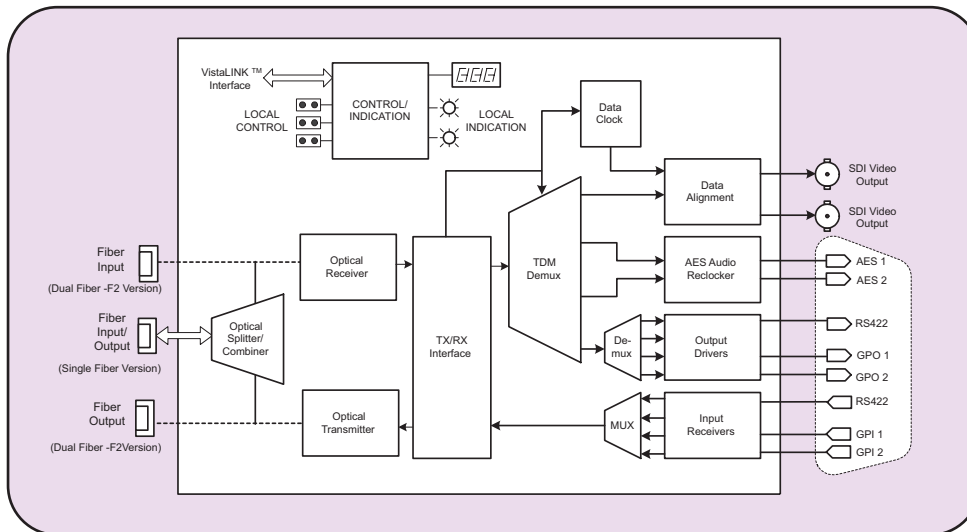 VistaLINK ™
Interface
LOCAL
CONTROL
CONTROL/
INDICATION
LOCAL
INDICATION
Data
Clock
Data
Alignment
SDI Video
Output
SDI Video
Output
Fiber
Input
(Dual Fiber -F2 Version)
Optical
Receiver
TX/RX
Interface
TDM
Demux
AES Audio
Reclocker
AES 1
AES 2
Fiber
Input/
Output
(Single Fiber Version)
Optical
Splitter/
Combiner
De-
mux
Output
Drivers
RS422
GPO 1
GPO 2
Fiber
Output
(Dual Fiber -F2Version)
Optical
Transmitter
MUX
Input
Receivers
RS422
GPI 1
GPI 2